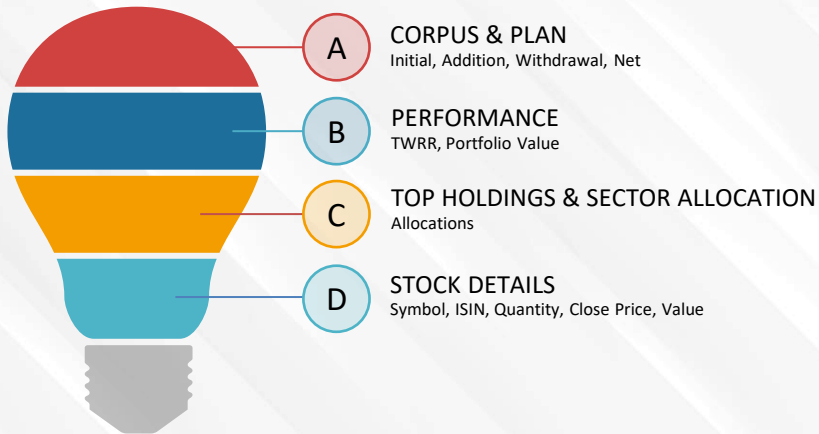 A
CORPUS & PLAN
Initial, Addition, Withdrawal, Net
B
PERFORMANCE
TWRR, Portfolio Value
C
TOP HOLDINGS & SECTOR ALLOCATION
Allocations
D
STOCK DETAILS
Symbol, ISIN, Quantity, Close Price, Value